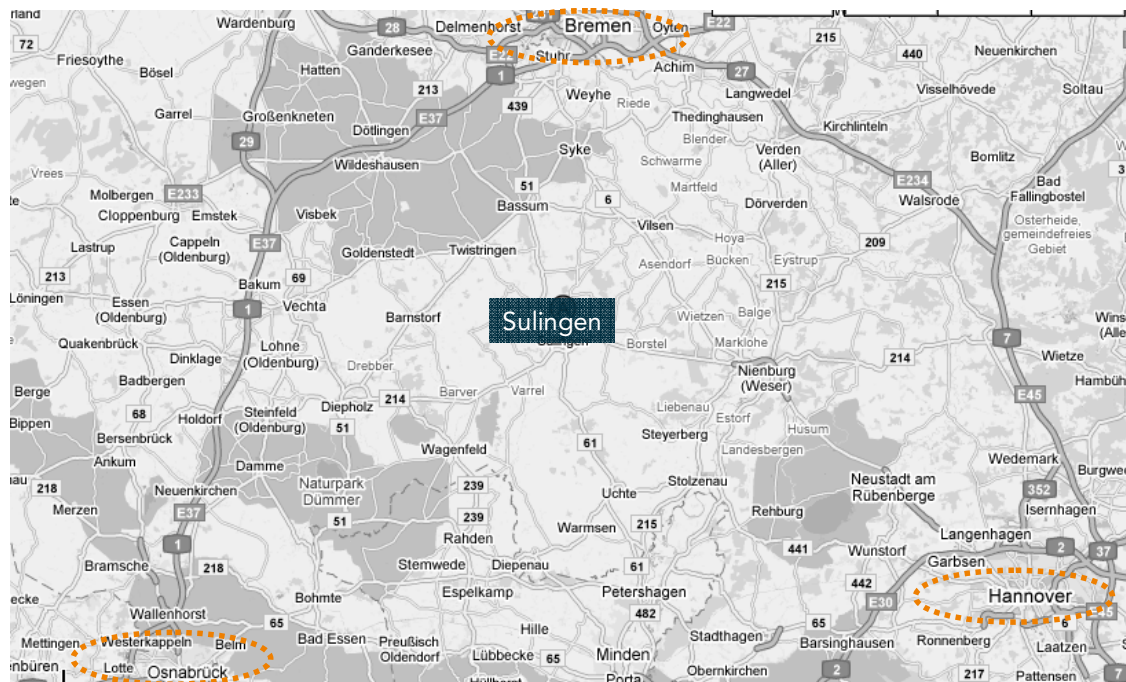 Wardenburg
28
Delmenhorst
Bremen
Oyten
E22
215
72
Friesoythe
Ganderkesee
E22
Stuhr
Achim
27
440
Neuenkirchen
Bösel
Hatten
1
Weyhe
Riede
Langwedel
Visselhövede
Soltau
Garrel
213
439
Thedinghausen
Großenkneten
E37
Dötlingen
Blender
Kirchlinteln
29
Wildeshausen
Syke
Schwarme
Verden
(Aller)
Bomlitz
Vrees
Molbergen
E233
51
Martfeld
E234
Bad
Fallingbostel
Cloppenburg
Emstek
Visbek
Bassum
6
Dörverden
Walsrode
Osterheide,
gemeindefreies
Gebiet
Lastrup
Cappeln
(Oldenburg)
E37
Goldenstedt
Twistringen
Vilsen
Hoya
209
213
69
Asendorf
Bücken
Eystrup
Löningen
Essen
(Oldenburg)
Bakum
1
Vechta
Barnstorf
Sulingen
Wietzen
Balge
215
Quakenbrück
Dinklage
Lohne
(Oldenburg)
Drebber
Borstel
Marklohe
214
7
Wietze
Berge
Badbergen
Barver
Varrel
Nienburg
(Weser)
E45
Bippen
68
Holdorf
Steinfeld
(Oldenburg)
Diepholz
214
Liebenau
Estorf
Husum
Bersenbrück
51
Wagenfeld
61
Steyerberg
Landesbergen
Wedemark
Ankum
Damme
Naturpark
Dümmer
239
Stolzenau
Neustadt am
Rübenberge
352
218
Neuenkirchen
Uchte
Isernhagen
Merzen
E37
51
239
Warmsen
215
Rehburg
Langenhagen
1
Rahden
441
Wunstorf
Garbsen
2
37
Bramsche
218
Stemwede
Diepenau
61
442
Hannover
Wallenhorst
Bohmte
Espelkamp
Petershagen
482
E30
E45
65
Hille
65
6
Mettingen
Westerkappeln
Belm
Bad Essen
Preußisch
Oldendorf
Lübbecke
65
Minden
Stadthagen
Barsinghausen
Ronnenberg
Laatzen
Lotte
Osnabrück
Obernkirchen
2
217
Pattensen
7